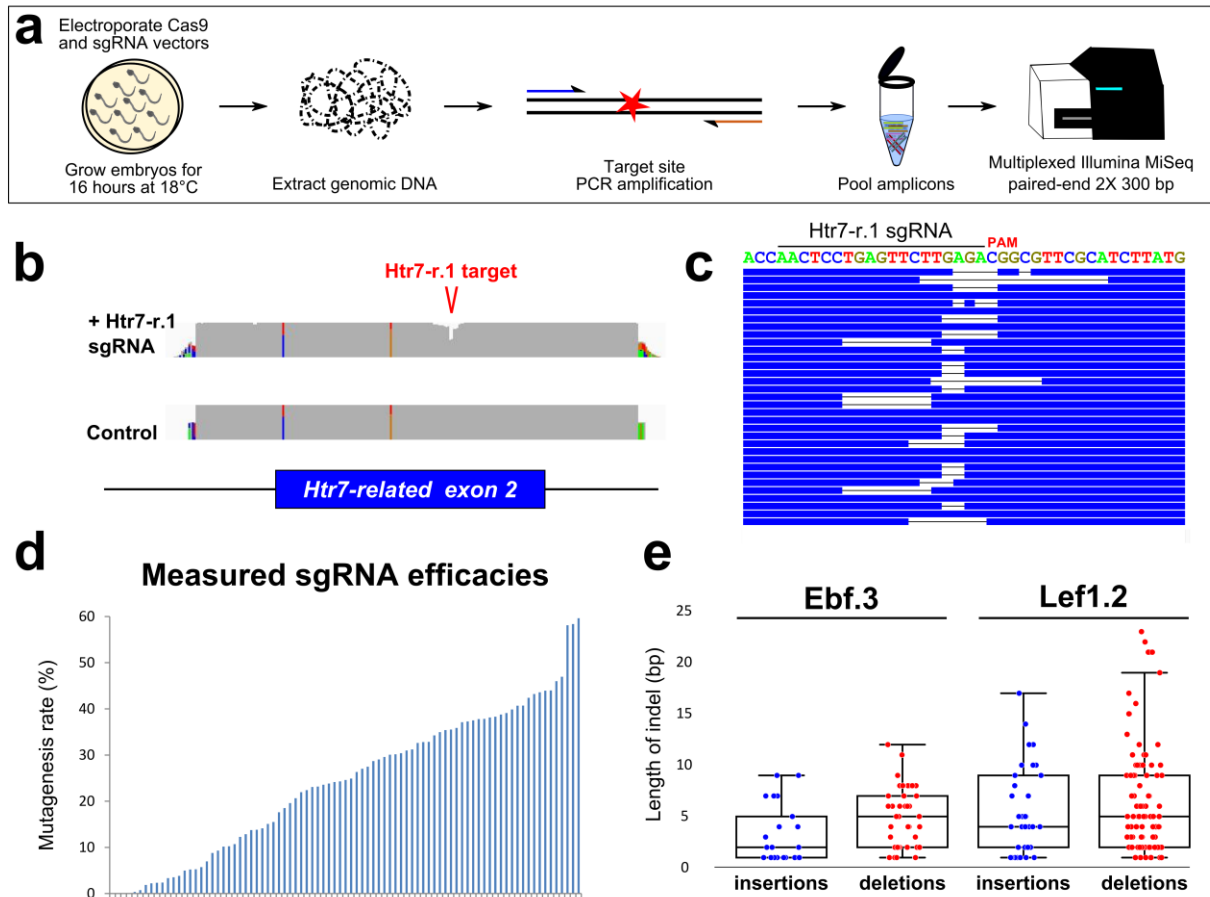 a
Electroporate Cas9
and sgRNA vectors
Grow embryos for
16 hours at 18°C
Extract genomic DNA
Target site
PCR amplification
Pool amplicons
Multiplexed Illumina MiSeq
paired-end 2X 300 bp
b
Htr7-r.1 target
+ Htr7-r.1
sgRNA
Control
Htr7-related exon 2
c
Htr7-r.1 sgRNA
PAM
ACCAACTCCTGAGTTCTTGAGACGGCGTTCGCATCTTATG
d
Measured sgRNA efficacies
Mutagenesis rate (%)
60
50
40
30
20
10
0
e
Ebf.3
Lef1.2
Length of indel (bp)
25
20
15
10
5
0
insertions
deletions
insertions
deletions